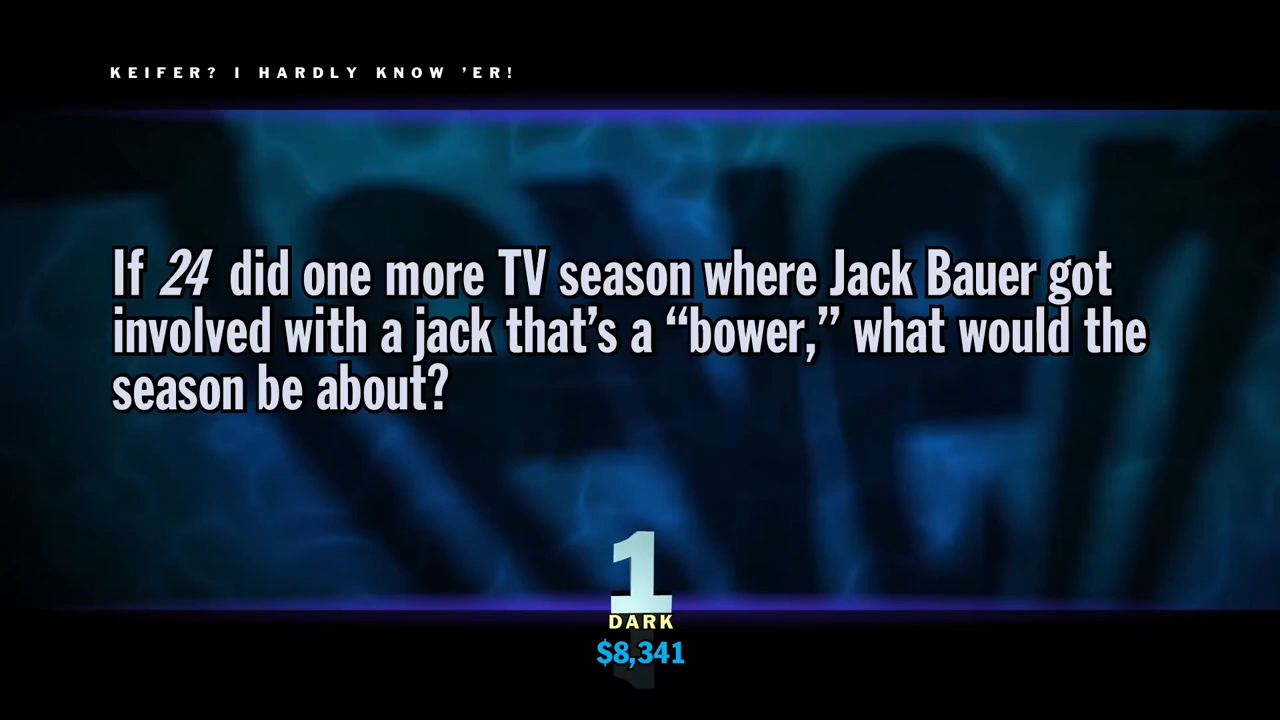 KEIFER? I HARDLY KNOW ’ER!
If 24 did one more TV season where Jack Bauer got
involved with a jack that’s a “bower,” what would the
season be about?
1
DARK
$8,341